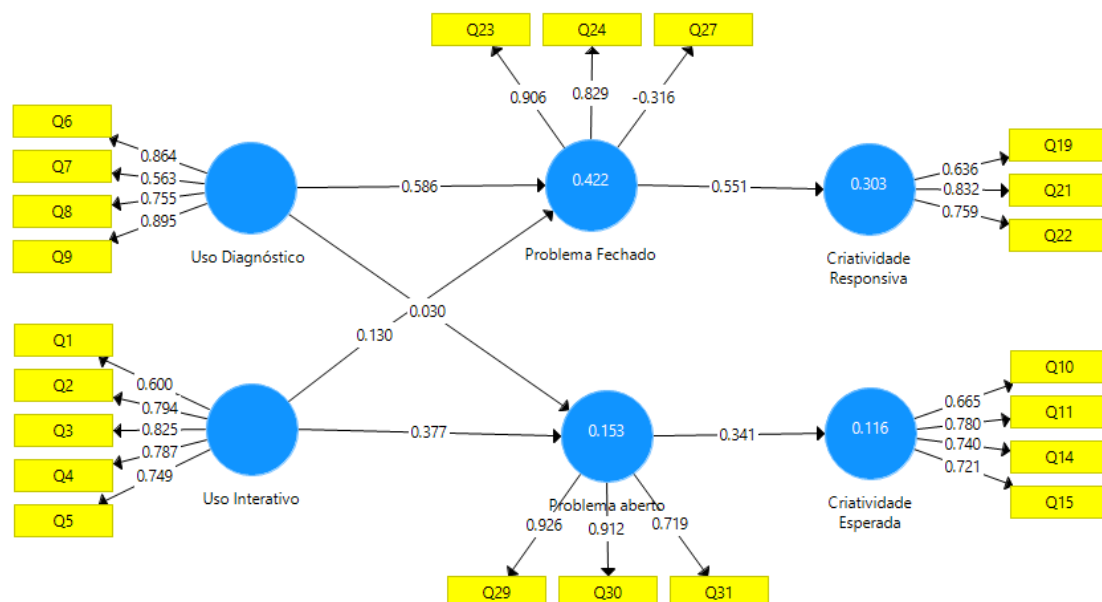 Q23
Q24
Q27
0.906
0.829
-0.316
Q6
Q7
Q8
Q9
0.864
0.563
0.755
0.895
Uso Diagnóstico
0.586
0.422
Problema Fechado
0.551
0.303
Criatividade
Responsiva
0.636
0.832
0.759
Q19
Q21
Q22
0.030
0.130
Q1
Q2
Q3
Q4
Q5
0.600
0.794
0.825
0.787
0.749
Uso Interativo
0.377
0.153
Problema aberto
0.341
0.116
Criatividade
Esperada
0.665
0.780
0.740
0.721
Q10
Q11
Q14
Q15
0.926
0.912
0.719
Q29
Q30
Q31